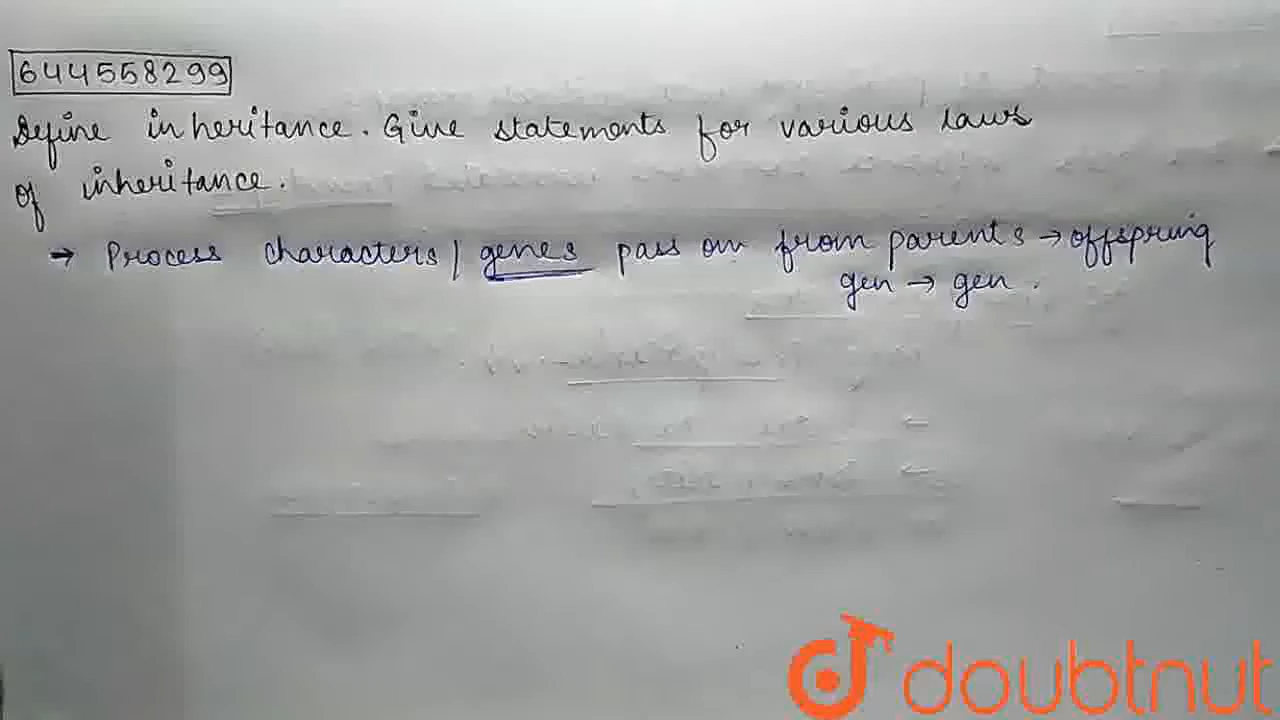 644558299
Define inheritance. Give statements for various laws
of inheritance.
→ Process characters/genes pass on from parents → offspring
gen → gen.
doubtnut